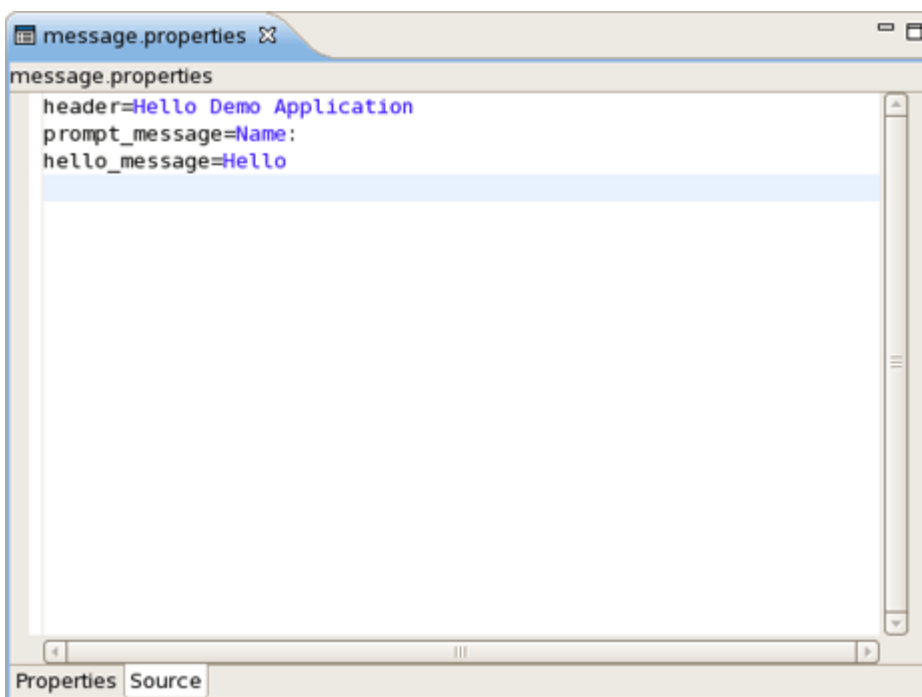 message.properties
message.properties
header=Hello Demo Application
prompt_message=Name:
hello_message=Hello
Properties Source